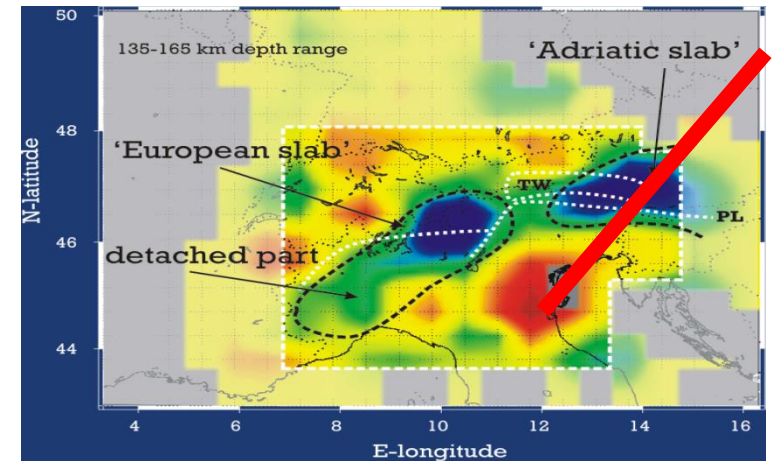 50
135-165 km depth range
'Adriatic slab'
48
'European slab'
TW
PL
N-latitude
46
detached part
44
4 6 8 10 12 14 16
E-longitude